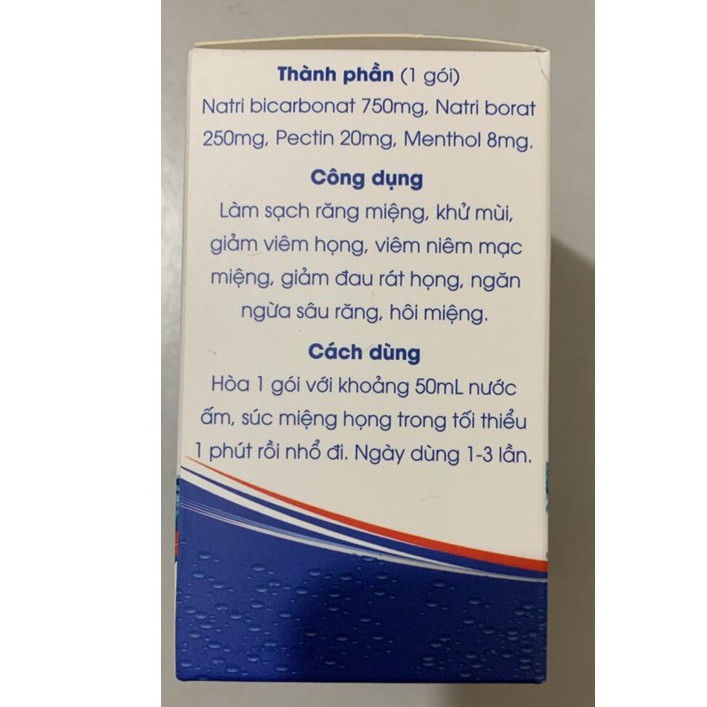 Thành phần (1 gói)
Natri bicarbonat 750mg, Natri borat
250mg, Pectin 20mg, Menthol 8mg.
Công dụng
Làm sạch răng miệng, khử mùi,
giảm viêm họng, viêm niêm mạc
miệng, giảm đau rát họng, ngăn
ngừa sâu răng, hôi miệng.
Cách dùng
Hòa 1 gói với khoảng 50mL nước
ấm, súc miệng họng trong tối thiểu
1 phút rồi nhổ đi. Ngày dùng 1-3 lần.